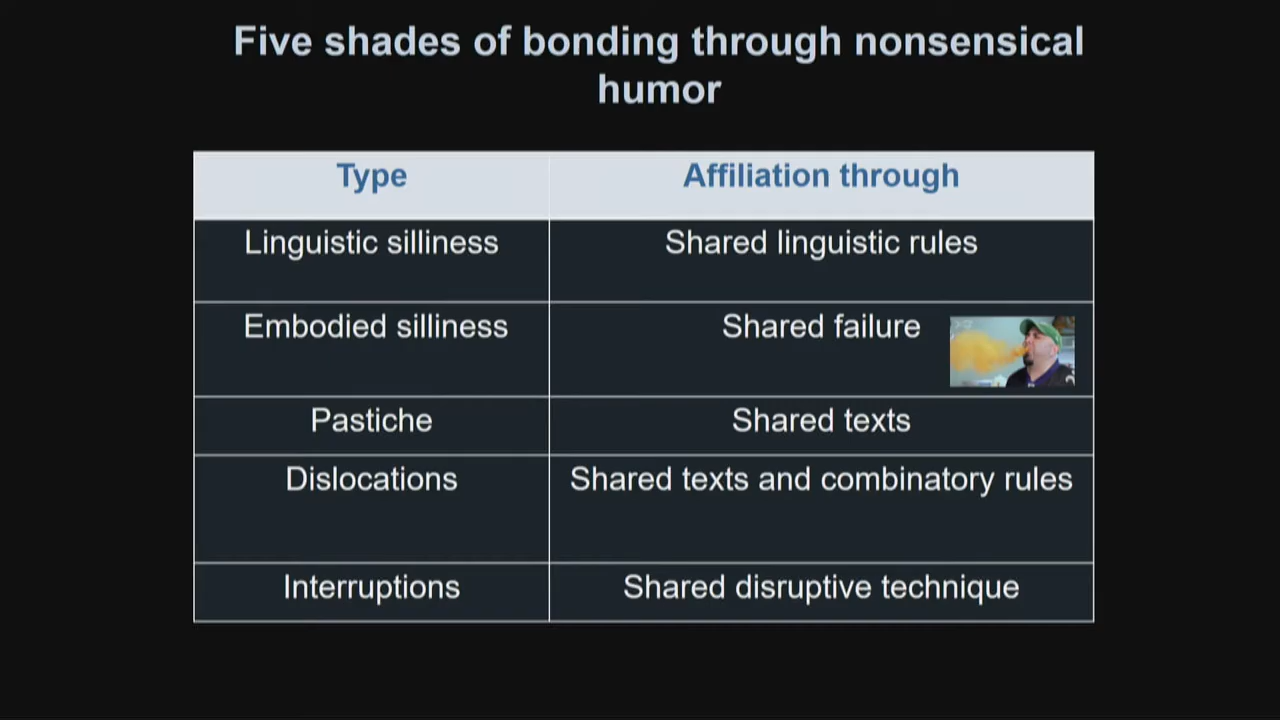 Five shades of bonding through nonsensical
humor
Type
Affiliation through
Linguistic silliness
Shared linguistic rules
Embodied silliness
Shared failure
Pastiche
Shared texts
Dislocations
Shared texts and combinatory rules
Interruptions
Shared disruptive technique